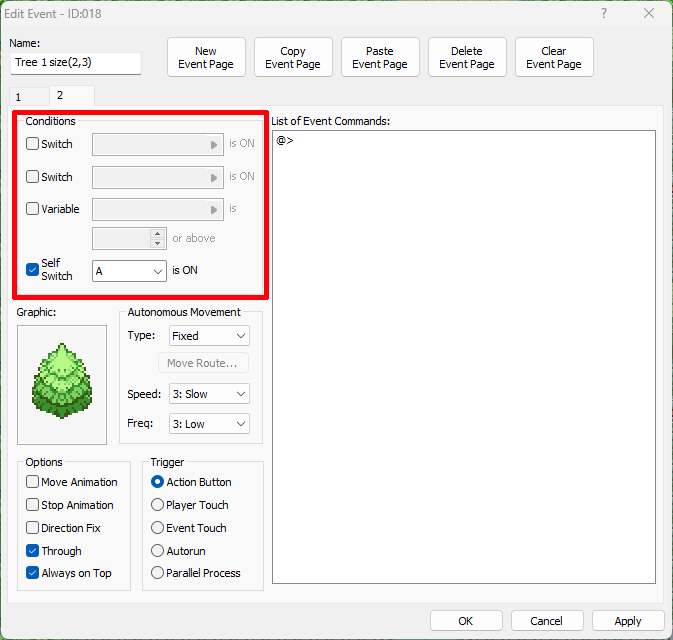 Edit Event - ID:018
?
Name:
Tree 1 size(2,3)
New
Event Page
Copy
Event Page
Paste
Event Page
Delete
Event Page
Clear
Event Page
1
2
Conditions
Switch
is ON
Switch
is ON
Variable
is
or above
Self
Switch
A
is ON
List of Event Commands:
@>
Graphic:
Autonomous Movement
Type:
Fixed
Move Route...
Speed:
3: Slow
Freq:
3: Low
Options
Move Animation
Stop Animation
Direction Fix
Through
Always on Top
Trigger
Action Button
Player Touch
Event Touch
Autorun
Parallel Process
OK
Cancel
Apply